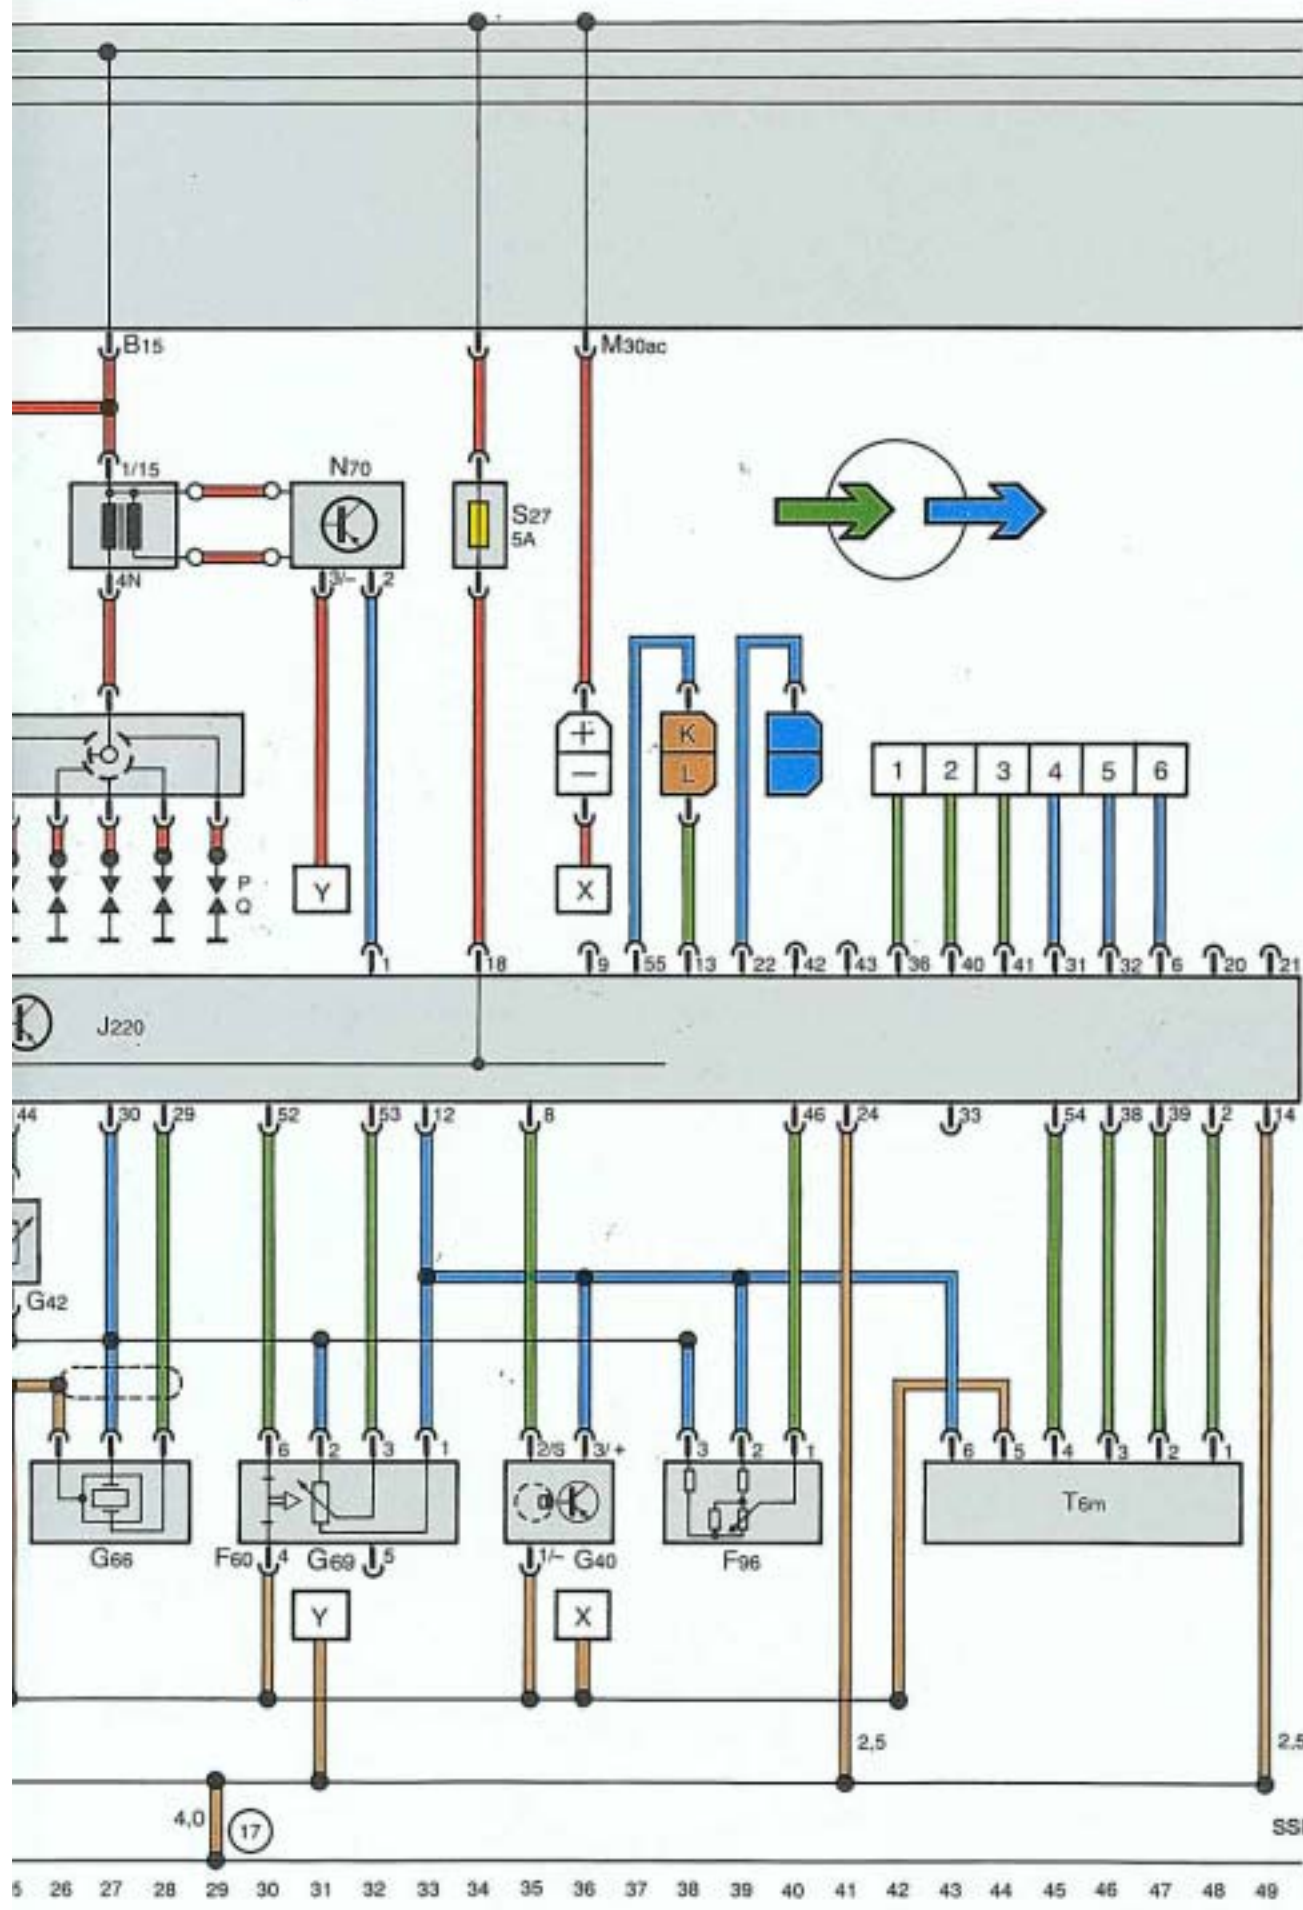 B15
M30ac
1/15
N70
S27
5A
4N
3/–
2
+
–
K
L
1 2 3 4 5 6
P
Q
Y
X
1 18 9 55 13 22 42 43 36 40 41 31 32 6 20 21
J220
44 30 29 52 53 12 8 46 24 33 54 38 39 2 14
G42
6 2 3 1 2/S 3/+ 3 2 1 6 5 4 3 2 1
T6m
G66
F60
4
G69
5
1/–
G40
F96
Y
X
2,5
2,5
4,0
17
26 27 28 29 30 31 32 33 34 35 36 37 38 39 40 41 42 43 44 45 46 47 48 49